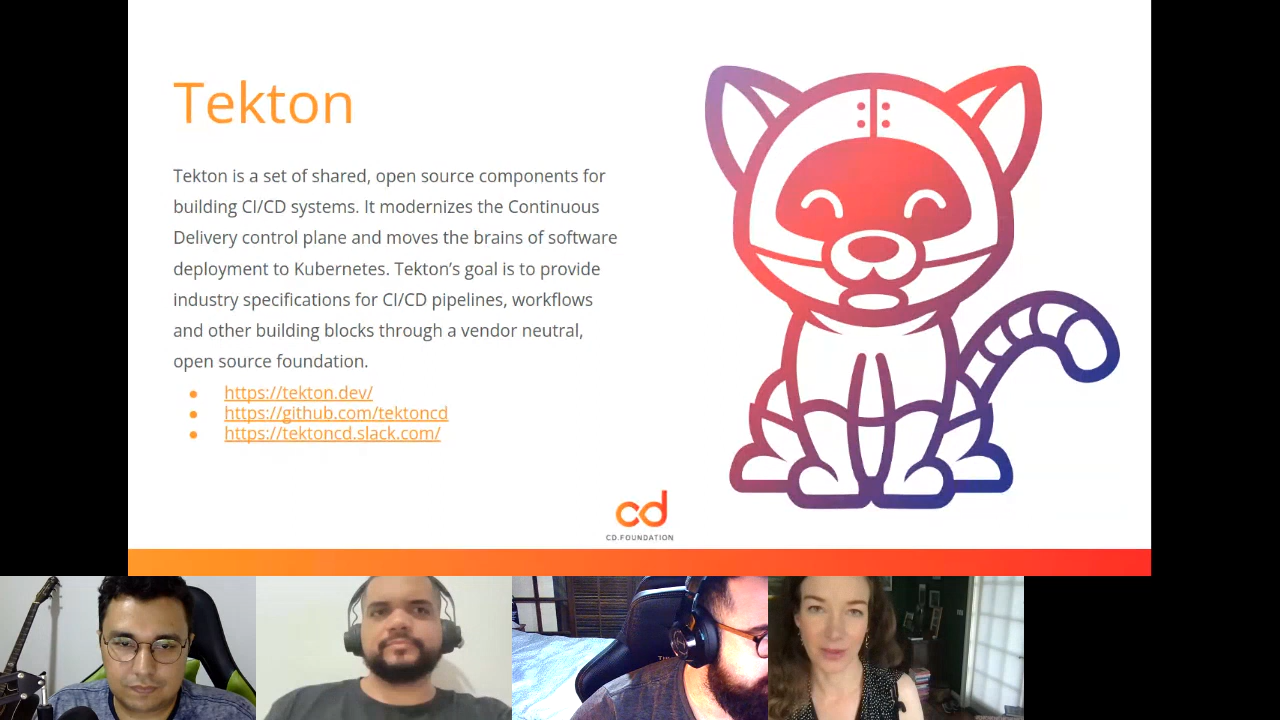 Tekton
Tekton is a set of shared, open source components for
building CI/CD systems. It modernizes the Continuous
Delivery control plane and moves the brains of software
deployment to Kubernetes. Tekton’s goal is to provide
industry specifications for CI/CD pipelines, workflows
and other building blocks through a vendor neutral,
open source foundation.
● https://tekton.dev/
● https://github.com/tektoncd
● https://tektoncd.slack.com/
cd
CD.FOUNDATION